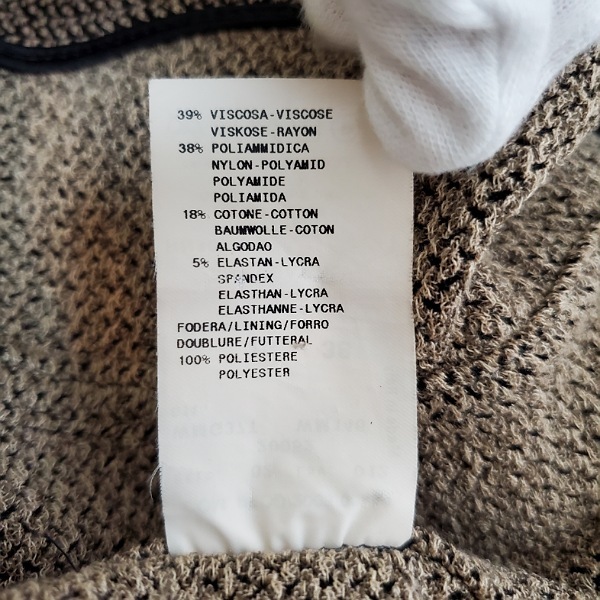 39% VISCOSA-VISCOSE
VISKOSE-RAYON
38% POLIAMMIDICA
NYLON-POLYAMID
POLYAMIDE
POLIAMIDA
18% COTONE-COTTON
BAUMWOLLE-COTON
ALGODAO
5% ELASTAN-LYCRA
SPANDEX
ELASTHAN-LYCRA
ELASTHANNE-LYCRA
FODERA/LINING/FORRO
DOUBLURE/FUTTERAL
100% POLIESTERE
POLYESTER